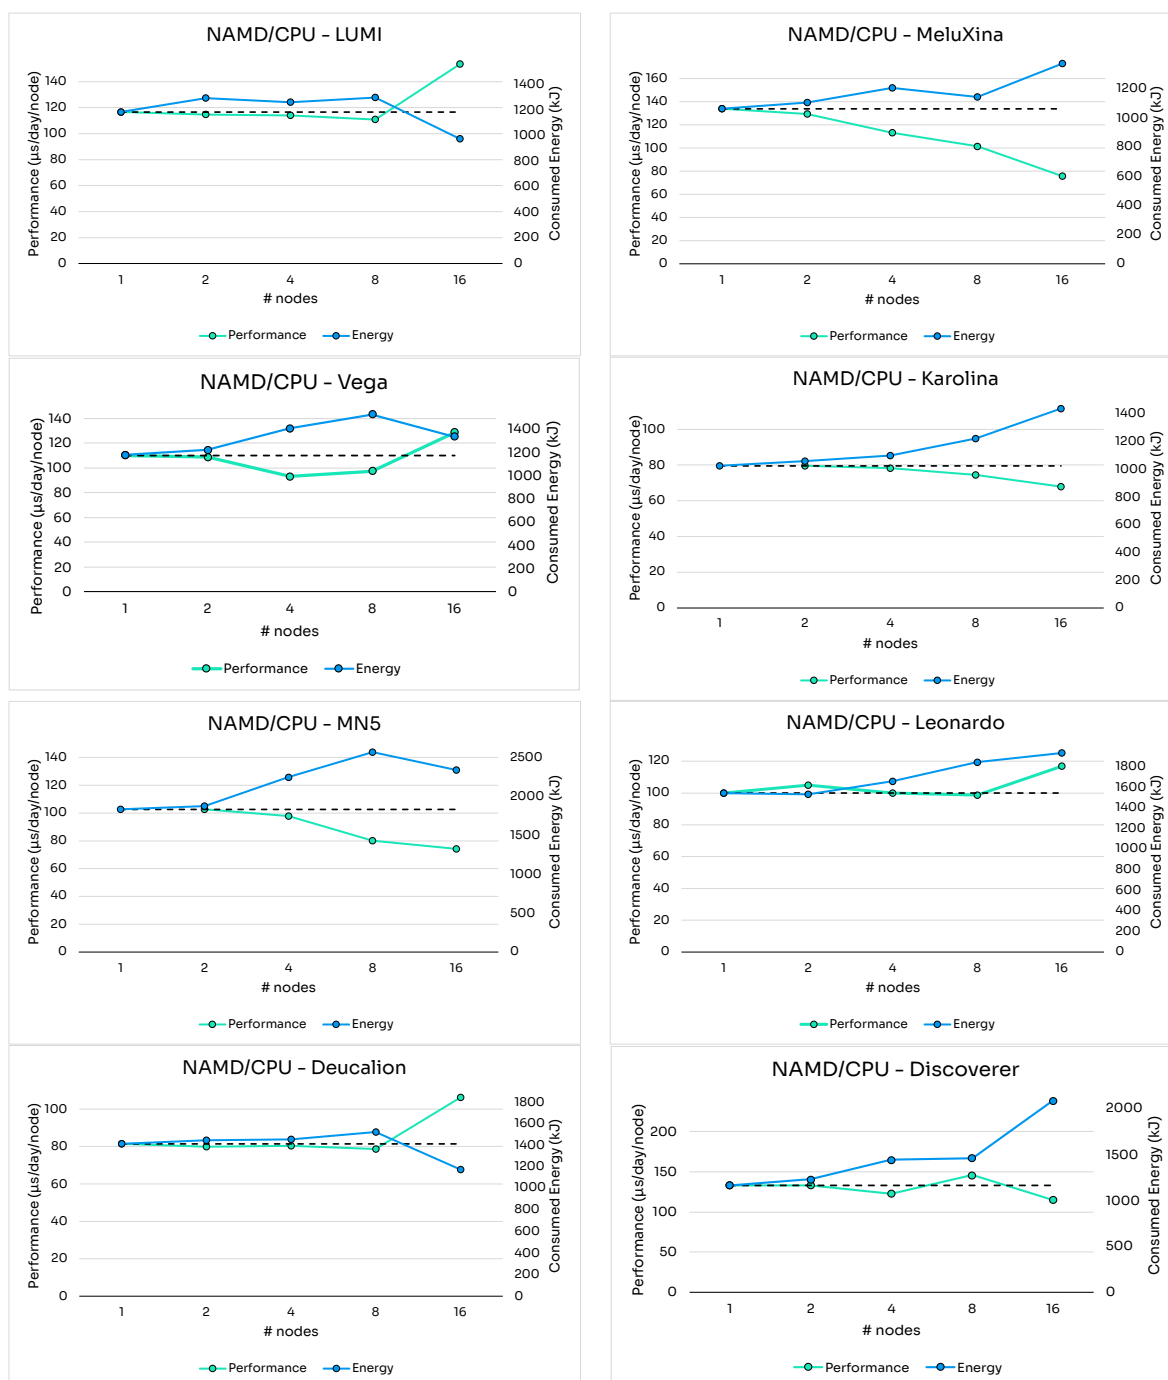 NAMD/CPU - LUMI
Performance (µs/day/node)
140
120
100
80
60
40
20
0
1400
1200
1000
800
600
400
200
0
Consumed Energy (kJ)
1 2 4 8 16
# nodes
Performance Energy
NAMD/CPU - MeluXina
Performance (µs/day/node)
160
140
120
100
80
60
40
20
0
1200
1000
800
600
400
200
0
Consumed Energy (kJ)
1 2 4 8 16
# nodes
Performance Energy
NAMD/CPU - Vega
Performance (µs/day/node)
140
120
100
80
60
40
20
0
1400
1200
1000
800
600
400
200
0
Consumed Energy (kJ)
1 2 4 8 16
# nodes
Performance Energy
NAMD/CPU - Karolina
Performance (µs/day/node)
100
80
60
40
20
0
1400
1200
1000
800
600
400
200
0
Consumed Energy (kJ)
1 2 4 8 16
# nodes
Performance Energy
NAMD/CPU - MN5
Performance (µs/day/node)
140
120
100
80
60
40
20
0
2500
2000
1500
1000
500
0
Consumed Energy (kJ)
1 2 4 8 16
# nodes
Performance Energy
NAMD/CPU - Leonardo
Performance (µs/day/node)
120
100
80
60
40
20
0
1800
1600
1400
1200
1000
800
600
400
200
0
Consumed Energy (kJ)
1 2 4 8 16
# nodes
Performance Energy
NAMD/CPU - Deucalion
Performance (µs/day/node)
100
80
60
40
20
0
1800
1600
1400
1200
1000
800
600
400
200
0
Consumed Energy (kJ)
1 2 4 8 16
# nodes
Performance Energy
NAMD/CPU - Discoverer
Performance (µs/day/node)
200
150
100
50
0
2000
1500
1000
500
0
Consumed Energy (kJ)
1 2 4 8 16
# nodes
Performance Energy